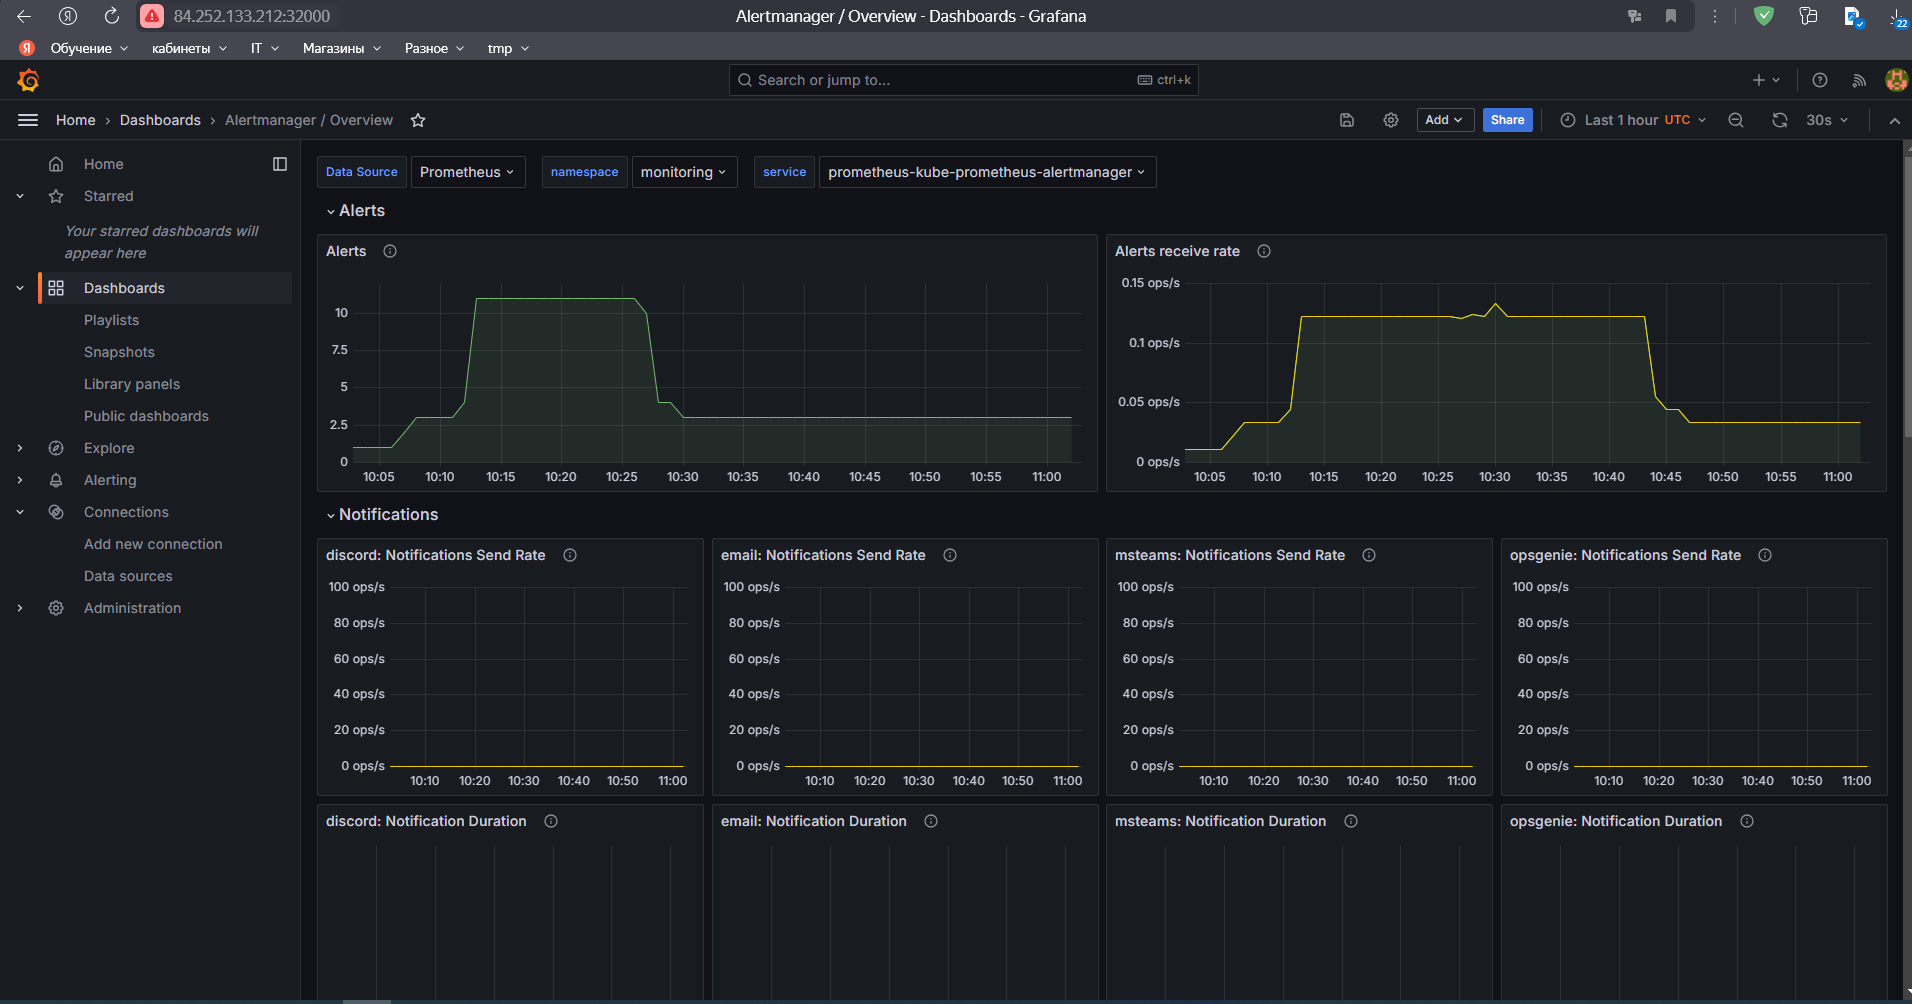 84.252.133.212:32000
Alertmanager / Overview - Dashboards - Grafana
22
Я Обучение кабинеты IT Магазины Разное tmp
Search or jump to... ctrl+k
Home › Dashboards › Alertmanager / Overview
Add Share Last 1 hour UTC 30s
Home
Starred
Your starred dashboards will
appear here
Dashboards
Playlists
Snapshots
Library panels
Public dashboards
Explore
Alerting
Connections
Add new connection
Data sources
Administration
Data Source Prometheus namespace monitoring service prometheus-kube-prometheus-alertmanager
Alerts
Alerts
10
7.5
5
2.5
0
10:05 10:10 10:15 10:20 10:25 10:30 10:35 10:40 10:45 10:50 10:55 11:00
Alerts receive rate
0.15 ops/s
0.1 ops/s
0.05 ops/s
0 ops/s
10:05 10:10 10:15 10:20 10:25 10:30 10:35 10:40 10:45 10:50 10:55 11:00
Notifications
discord: Notifications Send Rate
100 ops/s
80 ops/s
60 ops/s
40 ops/s
20 ops/s
0 ops/s
10:10 10:20 10:30 10:40 10:50 11:00
email: Notifications Send Rate
100 ops/s
80 ops/s
60 ops/s
40 ops/s
20 ops/s
0 ops/s
10:10 10:20 10:30 10:40 10:50 11:00
msteams: Notifications Send Rate
100 ops/s
80 ops/s
60 ops/s
40 ops/s
20 ops/s
0 ops/s
10:10 10:20 10:30 10:40 10:50 11:00
opsgenie: Notifications Send Rate
100 ops/s
80 ops/s
60 ops/s
40 ops/s
20 ops/s
0 ops/s
10:10 10:20 10:30 10:40 10:50 11:00
discord: Notification Duration
email: Notification Duration
msteams: Notification Duration
opsgenie: Notification Duration